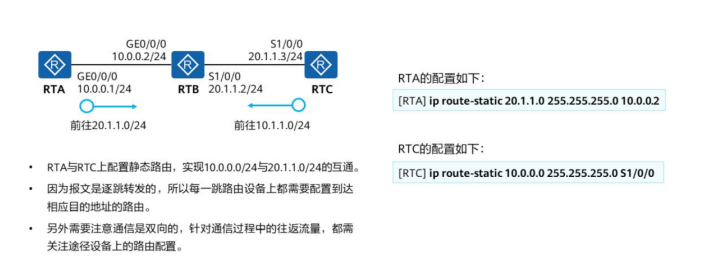 GE0/0/0
10.0.0.2/24
S1/0/0
20.1.1.3/24
RTA
GE0/0/0
10.0.0.1/24
RTB
S1/0/0
20.1.1.2/24
RTC
前往20.1.1.0/24
前往10.1.1.0/24
• RTA与RTC上配置静态路由，实现10.0.0.0/24与20.1.1.0/24的互通。
• 因为报文是逐跳转发的，所以每一跳路由设备上都需要配置到达
相应目的地址的路由。
• 另外需要注意通信是双向的，针对通信过程中的往返流量，都需
关注途径设备上的路由配置。
RTA的配置如下：
[RTA] ip route-static 20.1.1.0 255.255.255.0 10.0.0.2
RTC的配置如下：
[RTC] ip route-static 10.0.0.0 255.255.255.0 S1/0/0